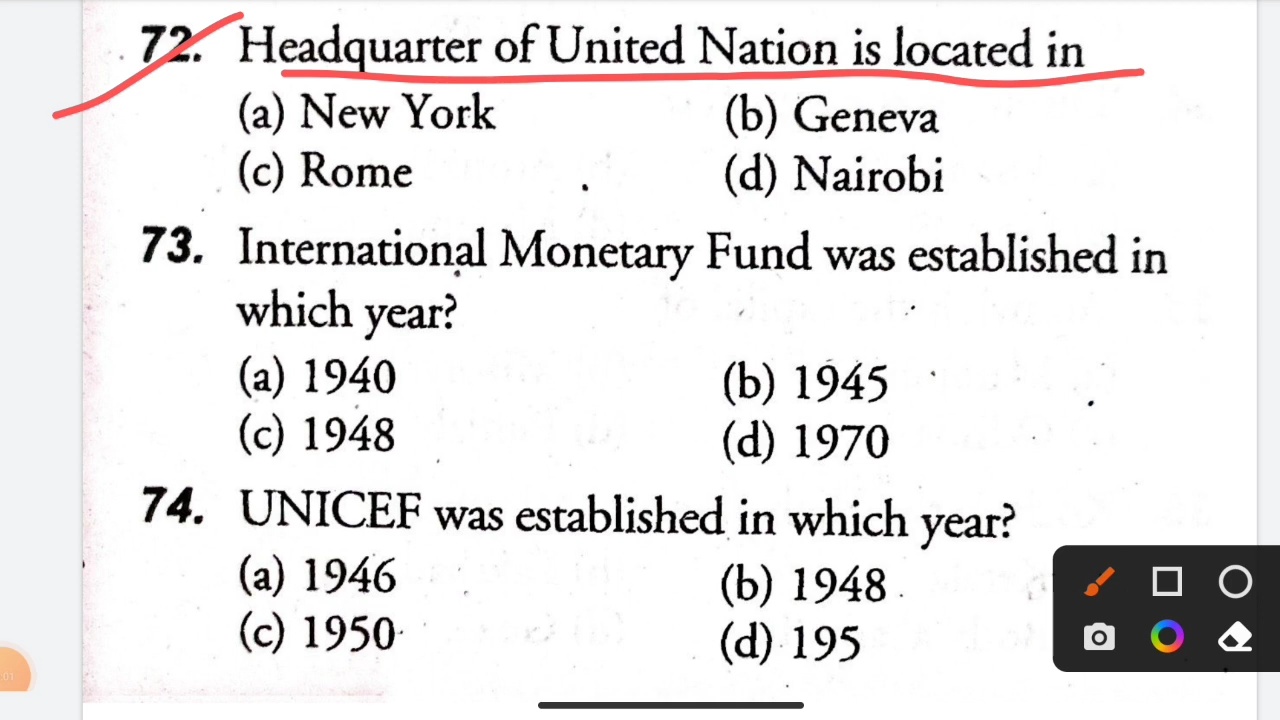 72. Headquarter of United Nation is located in
(a) New York (b) Geneva
(c) Rome (d) Nairobi
73. International Monetary Fund was established in
which year?
(a) 1940 (b) 1945
(c) 1948 (d) 1970
74. UNICEF was established in which year?
(a) 1946 (b) 1948
(c) 1950 (d) 195